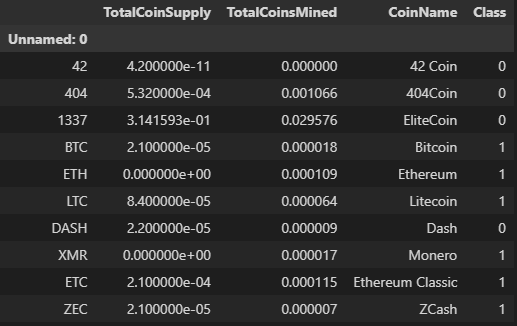 TotalCoinSupply TotalCoinsMined CoinName Class
Unnamed: 0
42 4.200000e-11 0.000000 42 Coin 0
404 5.320000e-04 0.001066 404Coin 0
1337 3.141593e-01 0.029576 EliteCoin 0
BTC 2.100000e-05 0.000018 Bitcoin 1
ETH 0.000000e+00 0.000109 Ethereum 1
LTC 8.400000e-05 0.000064 Litecoin 1
DASH 2.200000e-05 0.000009 Dash 0
XMR 0.000000e+00 0.000017 Monero 1
ETC 2.100000e-04 0.000115 Ethereum Classic 1
ZEC 2.100000e-05 0.000007 ZCash 1